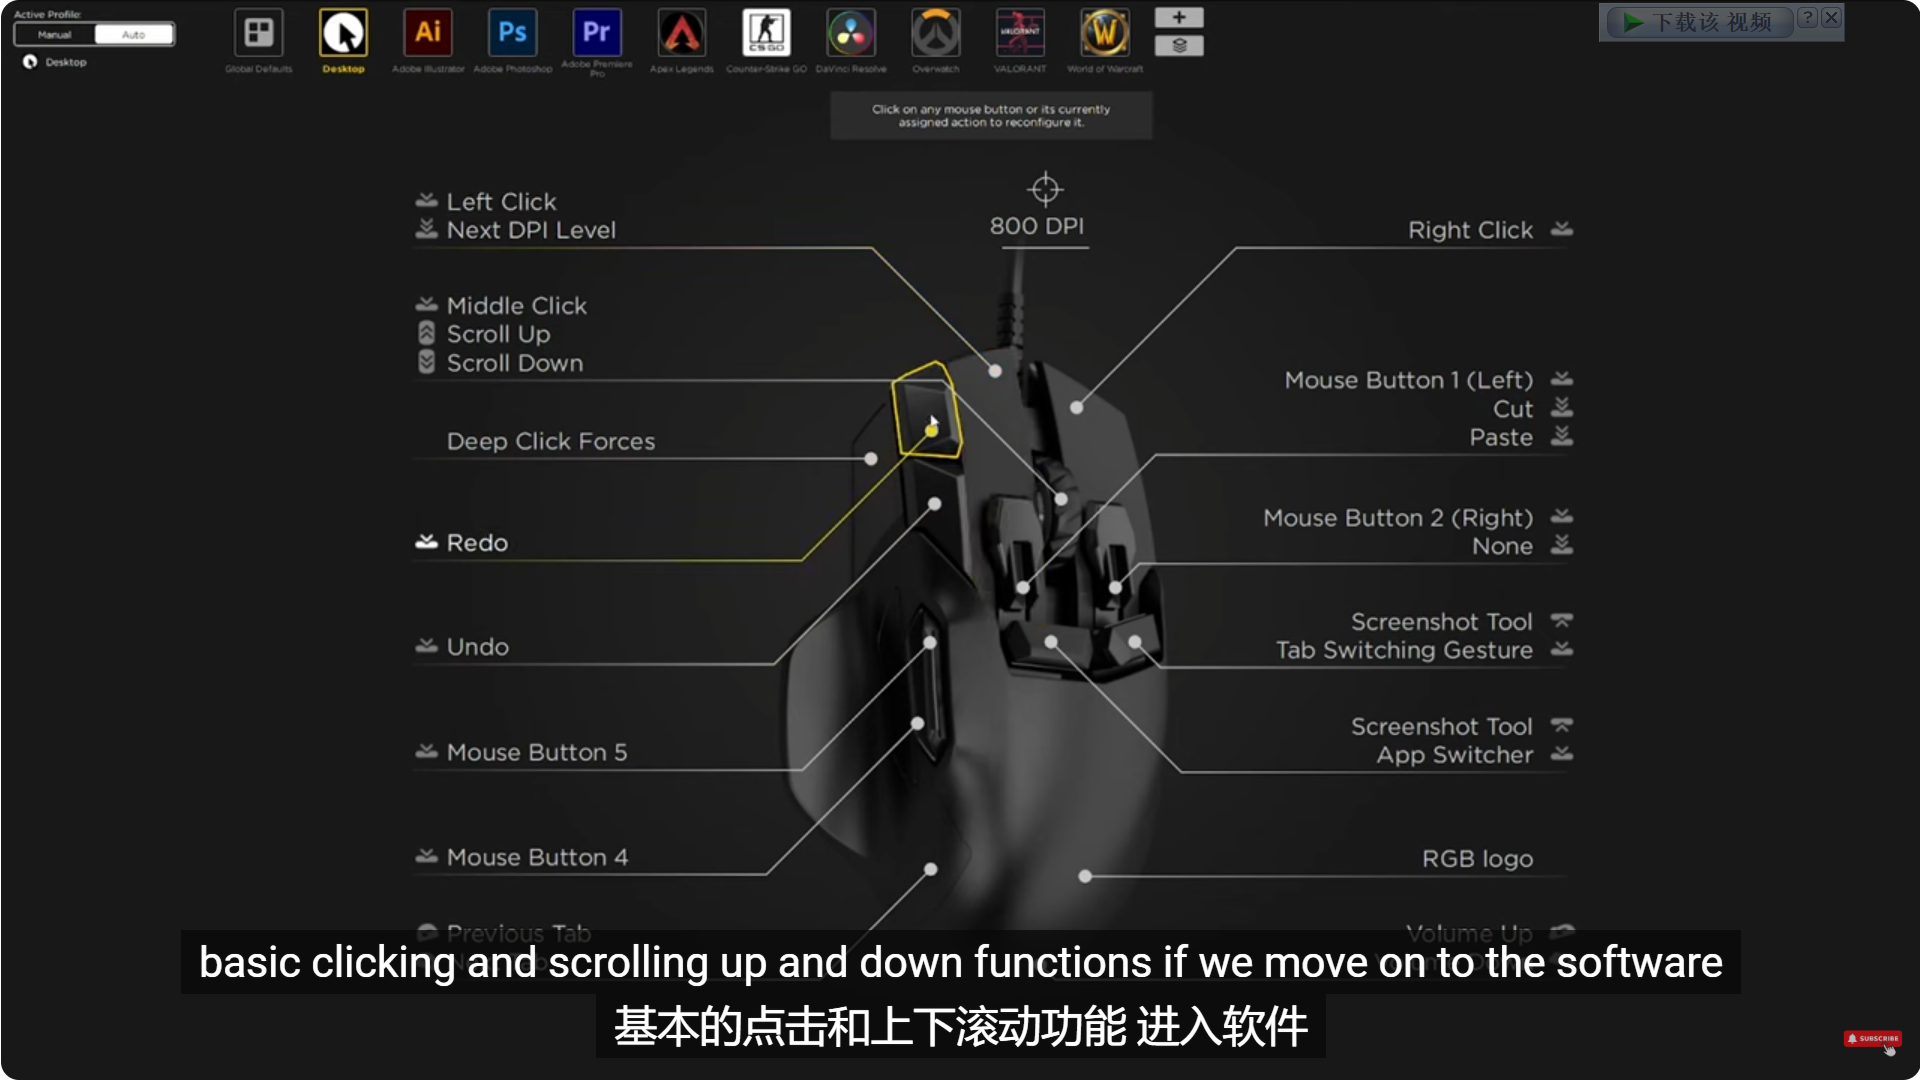 Active Profile:
Manual Auto
Desktop
Global Defaults
Desktop
Ai
Adobe Illustrator
Ps
Adobe Photoshop
Pr
Adobe Premiere
Pro
Apex Legends
CS:GO
Counter-Strike GO
DaVinci Resolve
Overwatch
VALORANT
VALORANT
W
World of Warcraft
+
下载该 视频
?
Click on any mouse button or its currently
assigned action to reconfigure it.
800 DPI
Left Click
Next DPI Level
Middle Click
Scroll Up
Scroll Down
Deep Click Forces
Redo
Undo
Mouse Button 5
Mouse Button 4
Previous Tab
Right Click
Mouse Button 1 (Left)
Cut
Paste
Mouse Button 2 (Right)
None
Screenshot Tool
Tab Switching Gesture
Screenshot Tool
App Switcher
RGB logo
Volume Up
basic clicking and scrolling up and down functions if we move on to the software
基本的点击和上下滚动功能 进入软件
SUBSCRIBE